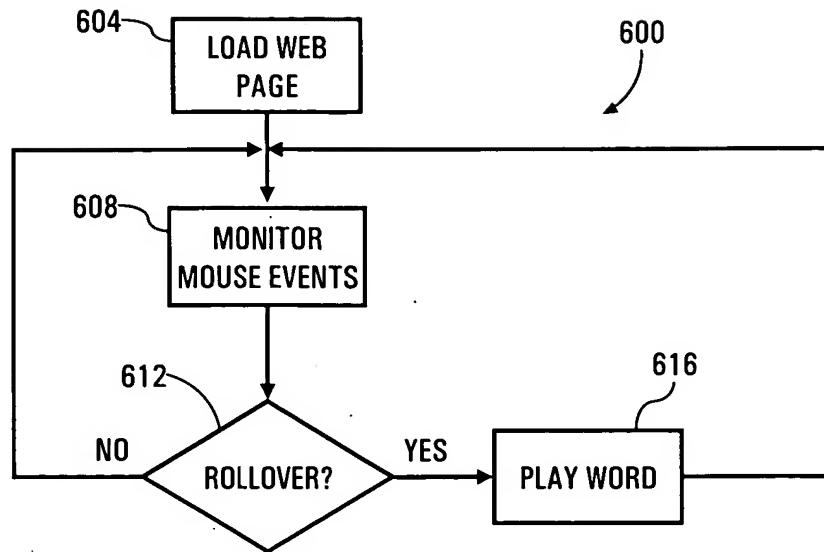 604
LOAD WEB
PAGE
600
608
MONITOR
MOUSE EVENTS
612
616
NO
ROLLOVER?
YES
PLAY WORD